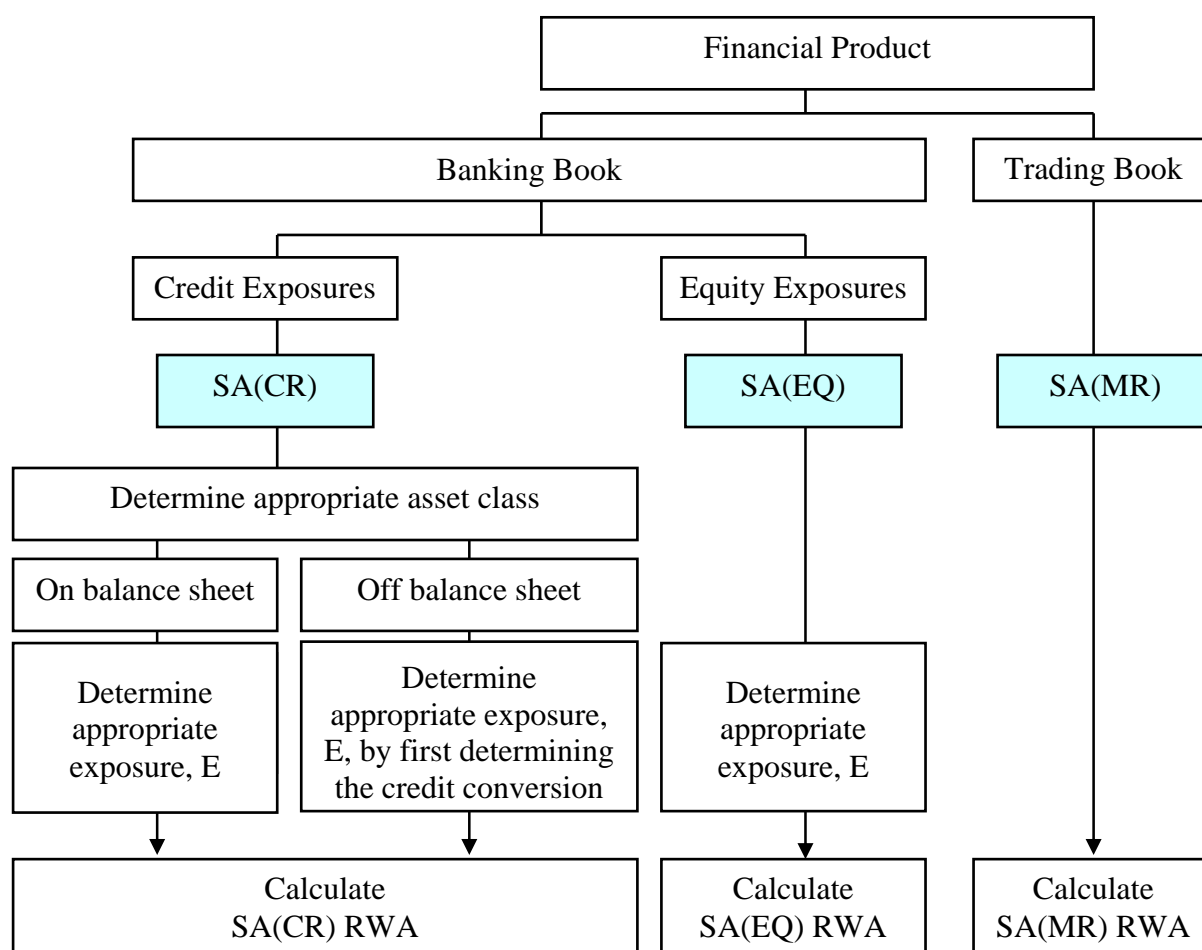 Financial Product
Banking Book
Trading Book
Credit Exposures
Equity Exposures
SA(CR)
SA(EQ)
SA(MR)
Determine appropriate asset class
On balance sheet
Off balance sheet
Determine
appropriate
exposure, E
Determine
appropriate exposure,
E, by first determining
the credit conversion
Determine
appropriate
exposure, E
Calculate
SA(CR) RWA
Calculate
SA(EQ) RWA
Calculate
SA(MR) RWA